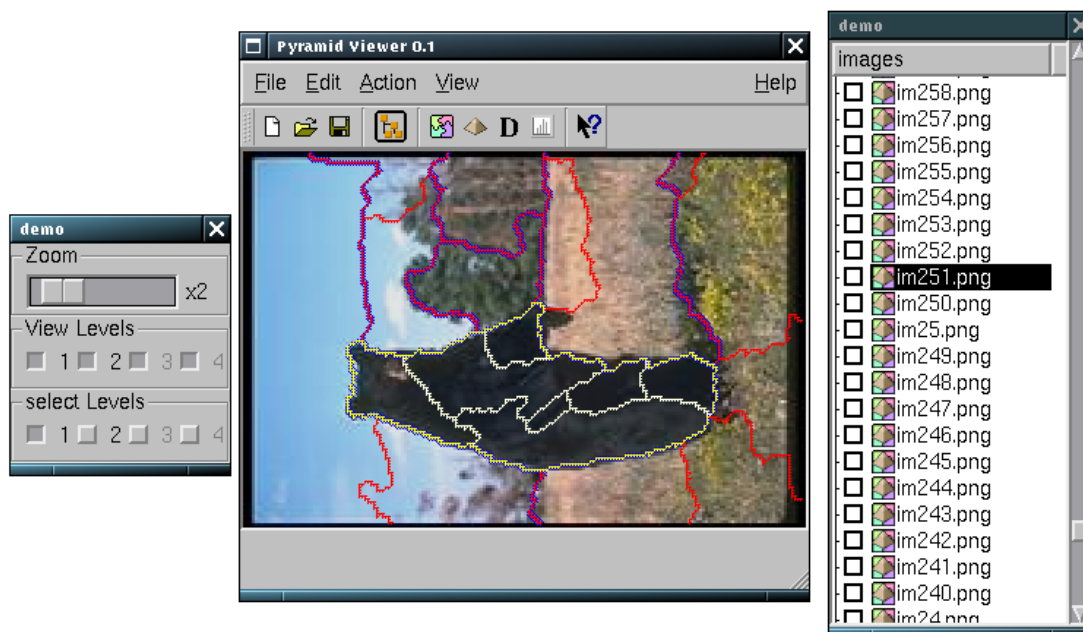 demo
Zoom
x2
View Levels
1 2 3 4
select Levels
1 2 3 4
Pyramid Viewer 0.1
File Edit Action View Help
D
?
demo
images
im258.png
im257.png
im256.png
im255.png
im254.png
im253.png
im252.png
im251.png
im250.png
im25.png
im249.png
im248.png
im247.png
im246.png
im245.png
im244.png
im243.png
im242.png
im241.png
im240.png
im24.png